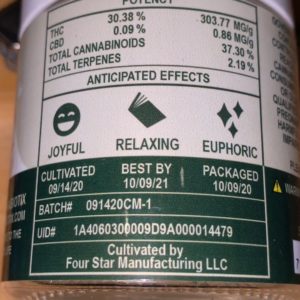 POTENCY
THC 30.38 % 303.77 MG/g
CBD 0.09 % 0.86 MG/g
TOTAL CANNABINOIDS 37.30 %
TOTAL TERPENES 2.19 %
ANTICIPATED EFFECTS
JOYFUL RELAXING EUPHORIC
CULTIVATED BEST BY PACKAGED
09/14/20 10/09/21 10/09/20
BATCH# 091420CM-1
UID# 1A4060300009D9A000014479
Cultivated by
Four Star Manufacturing LLC